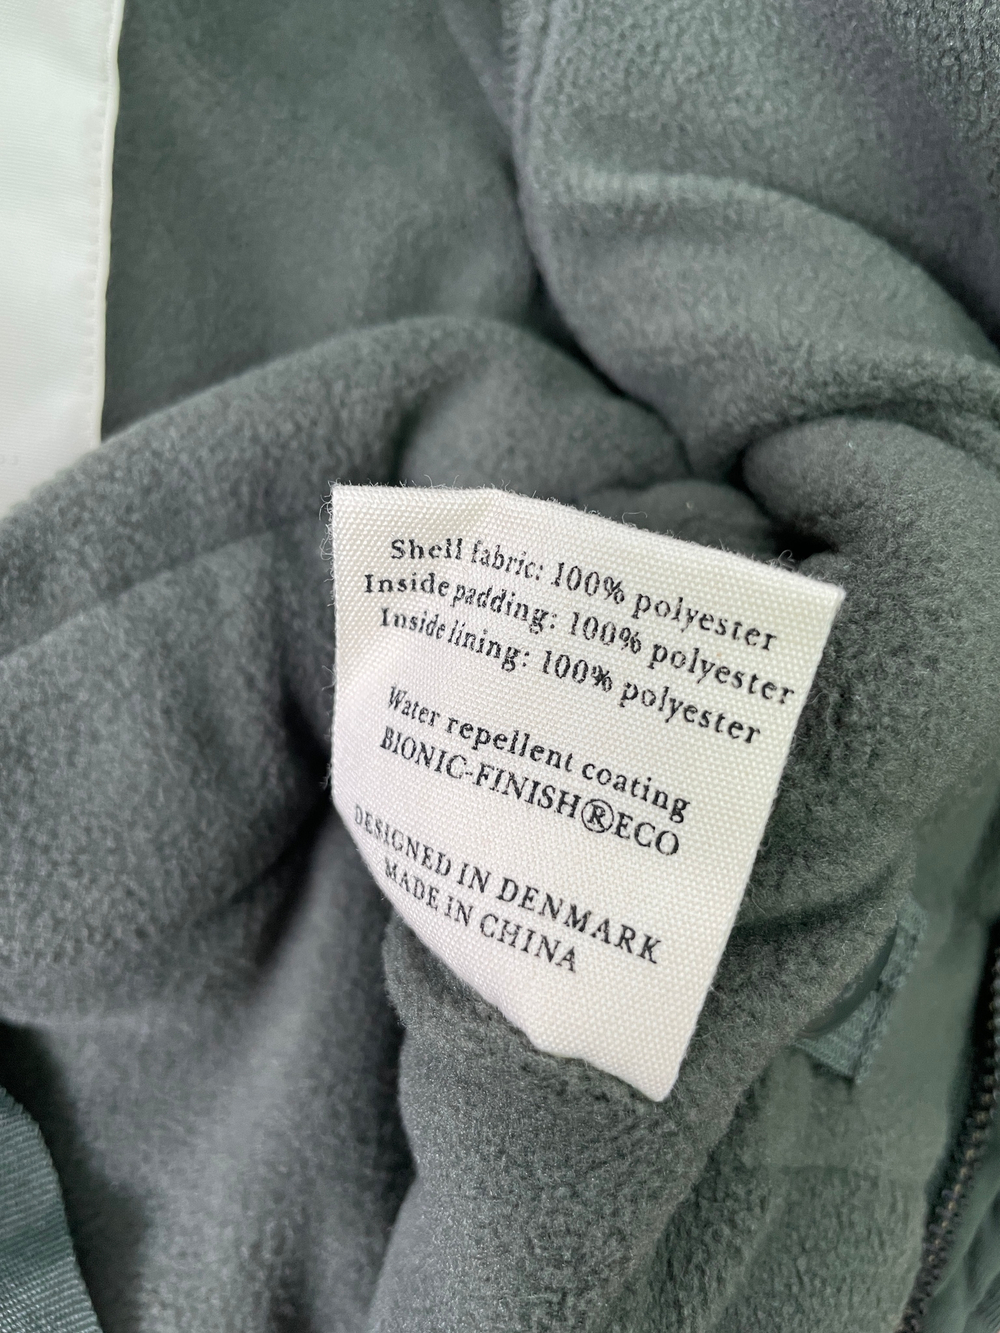 Shell fabric: 100% polyester
Inside padding: 100% polyester
Inside lining: 100% polyester
Water repellent coating
BIONIC-FINISH®ECO
DESIGNED IN DENMARK
MADE IN CHINA